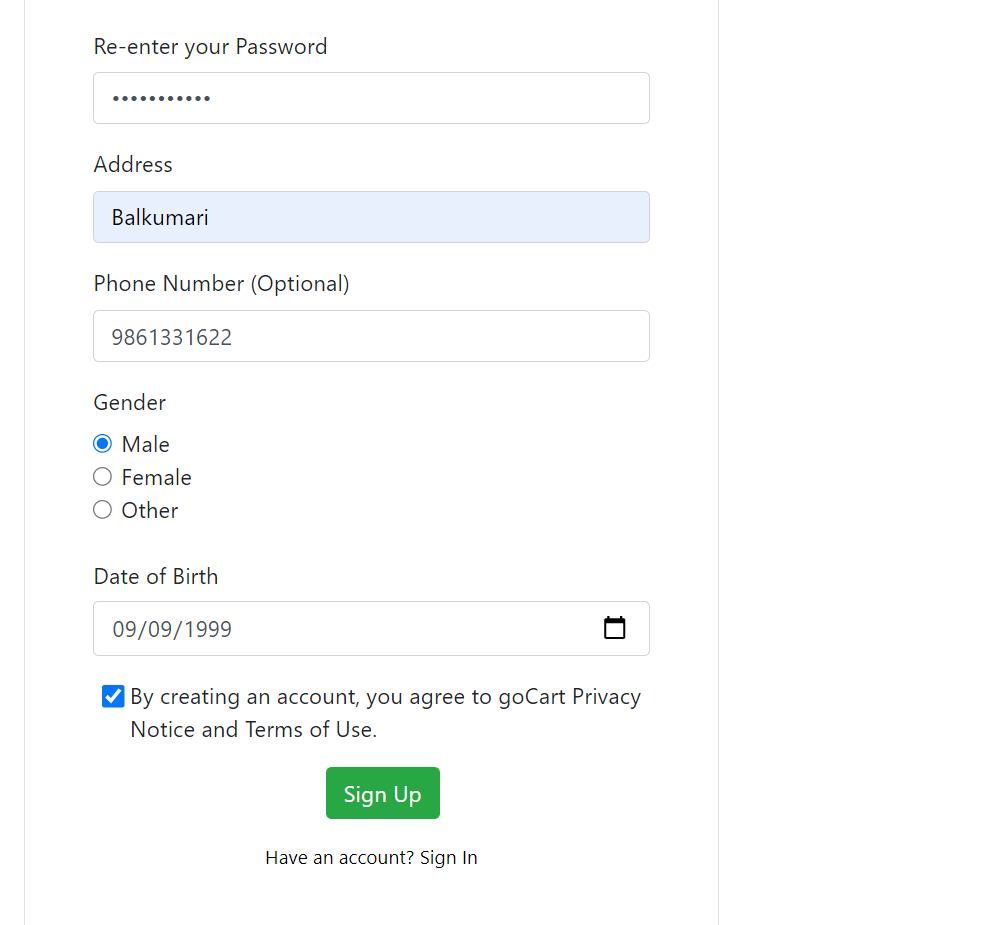 Re-enter your Password
•••••••••••
Address
Balkumari
Phone Number (Optional)
9861331622
Gender
Male
Female
Other
Date of Birth
09/09/1999
By creating an account, you agree to goCart Privacy
Notice and Terms of Use.
Sign Up
Have an account? Sign In